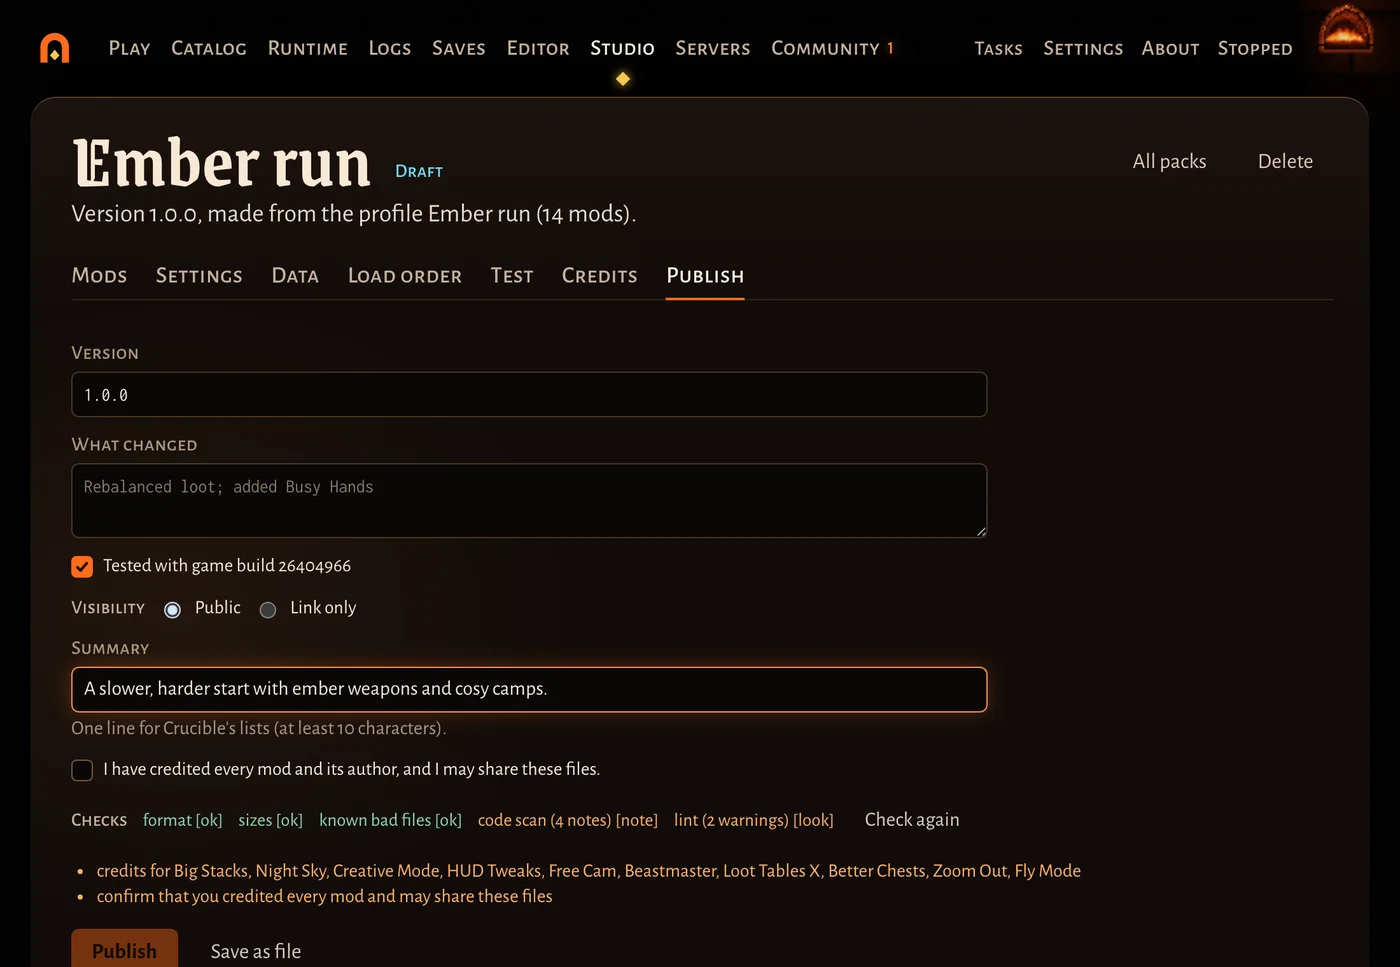 Play Catalog Runtime Logs Saves Editor Studio Servers Community 1 Tasks Settings About Stopped
Ember run Draft All packs Delete
Version 1.0.0, made from the profile Ember run (14 mods).
Mods Settings Data Load order Test Credits Publish
Version
1.0.0
What changed
Rebalanced loot; added Busy Hands
Tested with game build 26404966
Visibility Public Link only
Summary
A slower, harder start with ember weapons and cosy camps.
One line for Crucible's lists (at least 10 characters).
I have credited every mod and its author, and I may share these files.
Checks format [ok] sizes [ok] known bad files [ok] code scan (4 notes) [note] lint (2 warnings) [look] Check again
• credits for Big Stacks, Night Sky, Creative Mode, HUD Tweaks, Free Cam, Beastmaster, Loot Tables X, Better Chests, Zoom Out, Fly Mode
• confirm that you credited every mod and may share these files
Publish Save as file